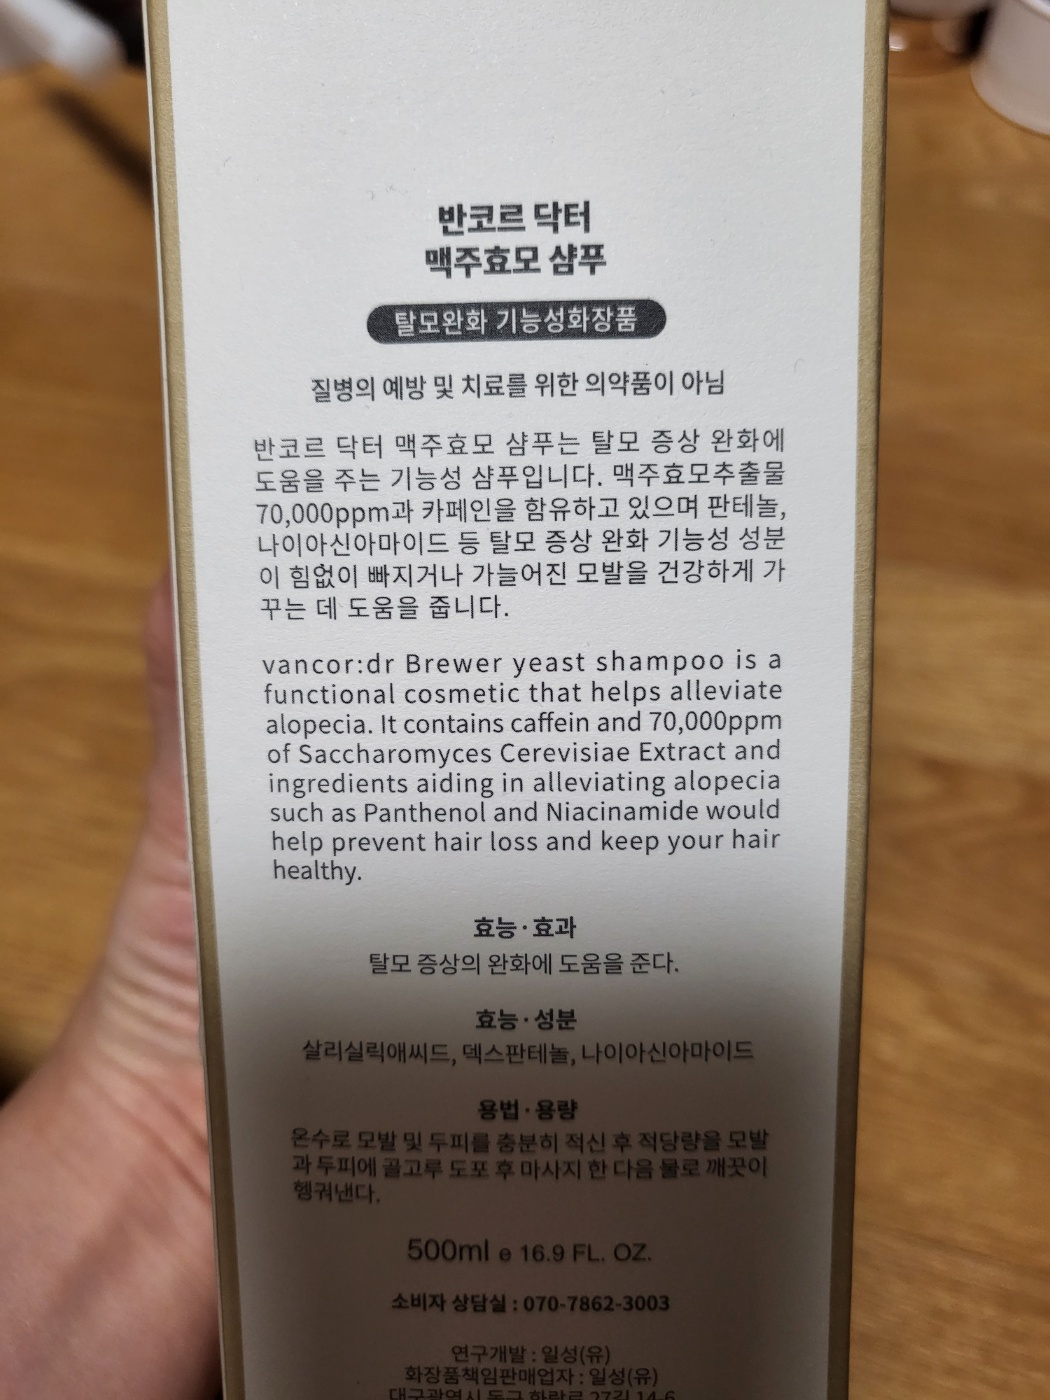 반코르 닥터
맥주효모 샴푸
탈모완화 기능성화장품
질병의 예방 및 치료를 위한 의약품이 아님
반코르 닥터 맥주효모 샴푸는 탈모 증상 완화에
도움을 주는 기능성 샴푸입니다. 맥주효모추출물
70,000ppm과 카페인을 함유하고 있으며 판테놀,
나이아신아마이드 등 탈모 증상 완화 기능성 성분
이 힘없이 빠지거나 가늘어진 모발을 건강하게 가
꾸는 데 도움을 줍니다.
vancor:dr Brewer yeast shampoo is a
functional cosmetic that helps alleviate
alopecia. It contains caffein and 70,000ppm
of Saccharomyces Cerevisiae Extract and
ingredients aiding in alleviating alopecia
such as Panthenol and Niacinamide would
help prevent hair loss and keep your hair
healthy.
효능·효과
탈모 증상의 완화에 도움을 준다.
효능·성분
살리실릭애씨드, 덱스판테놀, 나이아신아마이드
용법·용량
온수로 모발 및 두피를 충분히 적신 후 적당량을 모발
과 두피에 골고루 도포 후 마사지 한 다음 물로 깨끗이
헹궈낸다.
500ml e 16.9 FL. OZ.
소비자 상담실 : 070-7862-3003
연구개발 : 일성(유)
화장품책임판매업자 : 일성(유)
대구광역시 동구 화랑로 27길 14-6